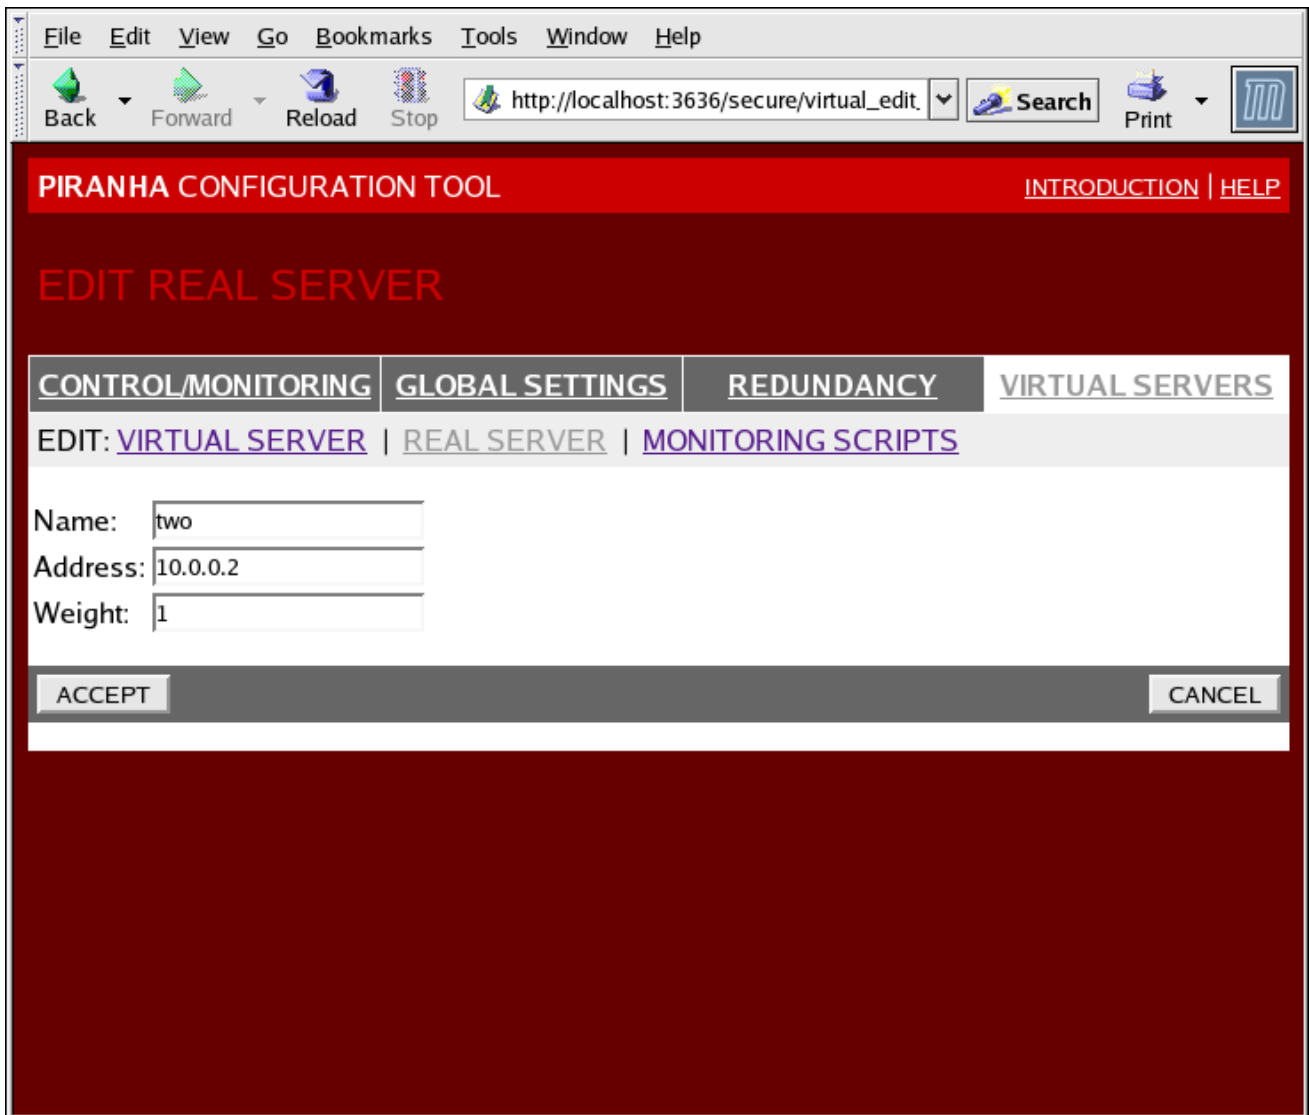 File Edit View Go Bookmarks Tools Window Help
Back Forward Reload Stop http://localhost:3636/secure/virtual_edit_ Search Print
PIRANHA CONFIGURATION TOOL INTRODUCTION | HELP
EDIT REAL SERVER
CONTROL/MONITORING GLOBAL SETTINGS REDUNDANCY VIRTUAL SERVERS
EDIT: VIRTUAL SERVER | REAL SERVER | MONITORING SCRIPTS
Name: two
Address: 10.0.0.2
Weight: 1
ACCEPT CANCEL